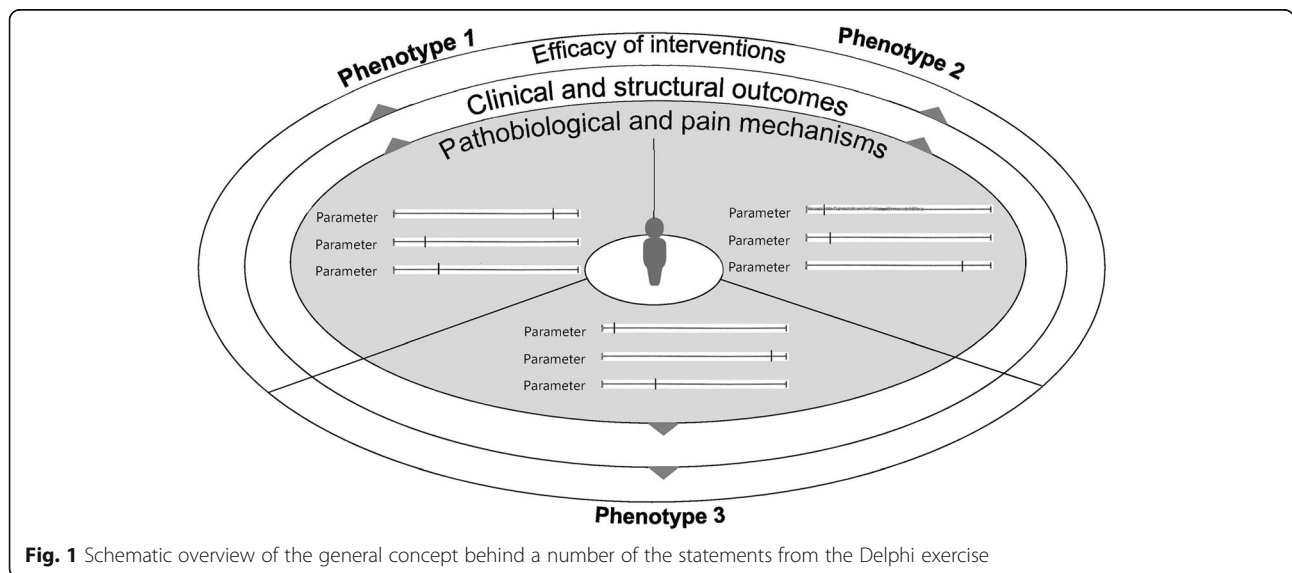 Phenotype 1
Efficacy of interventions
Phenotype 2
Clinical and structural outcomes
Pathobiological and pain mechanisms
Parameter
Parameter
Parameter
Parameter
Parameter
Parameter
Parameter
Parameter
Parameter
Phenotype 3
Fig. 1 Schematic overview of the general concept behind a number of the statements from the Delphi exercise